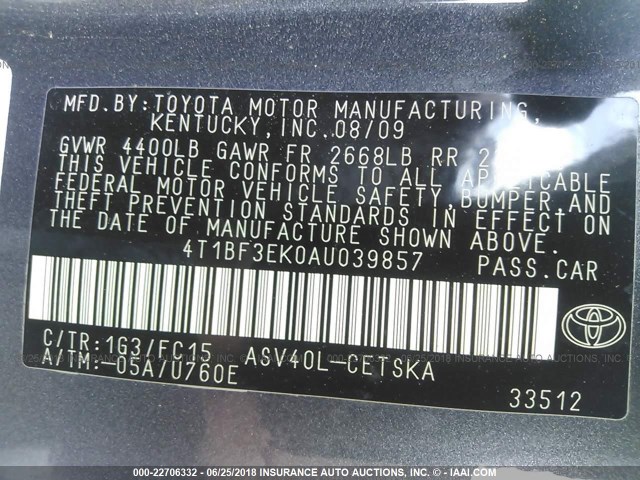 MFD.BY:TOYOTA MOTOR MANUFACTURING,
KENTUCKY,INC.08/09
GVWR 4400LB GAWR FR 2668LB RR
THIS VEHICLE CONFORMS TO ALL APPLICABLE
FEDERAL MOTOR VEHICLE SAFETY,BUMPER,AND
THEFT PREVENTION STANDARDS IN EFFECT ON
THE DATE OF MANUFACTURE SHOWN ABOVE.
4T1BF3EK0AU039857 PASS.CAR
C/TR:1G3/FC15 ASV40L-CETSKA
A/TM:-05A/U760E
33512
000-22706332 - 06/25/2018 - INSURANCE AUTO AUCTIONS, INC. - © - IAAI.COM